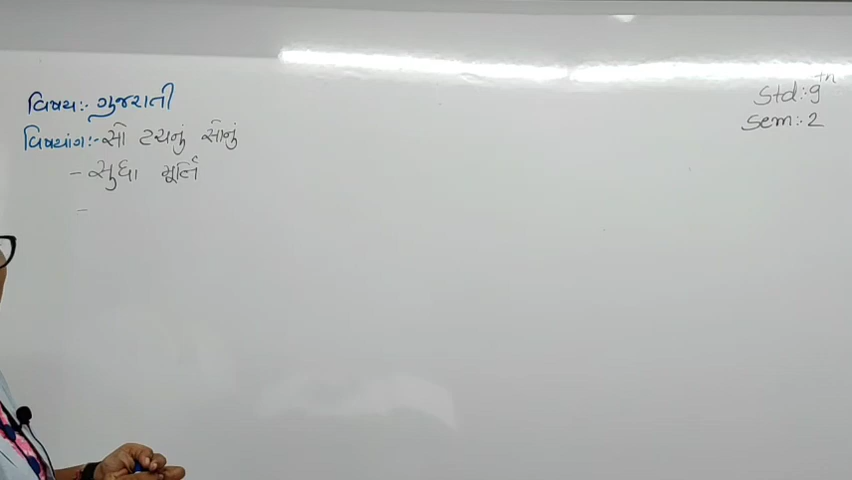 વિષય:- ગુજરાતી
વિષયાંગ:- સો ટચનું સોનું
- સુધા મૂર્તિ
-
Std:- 9th
Sem:- 2